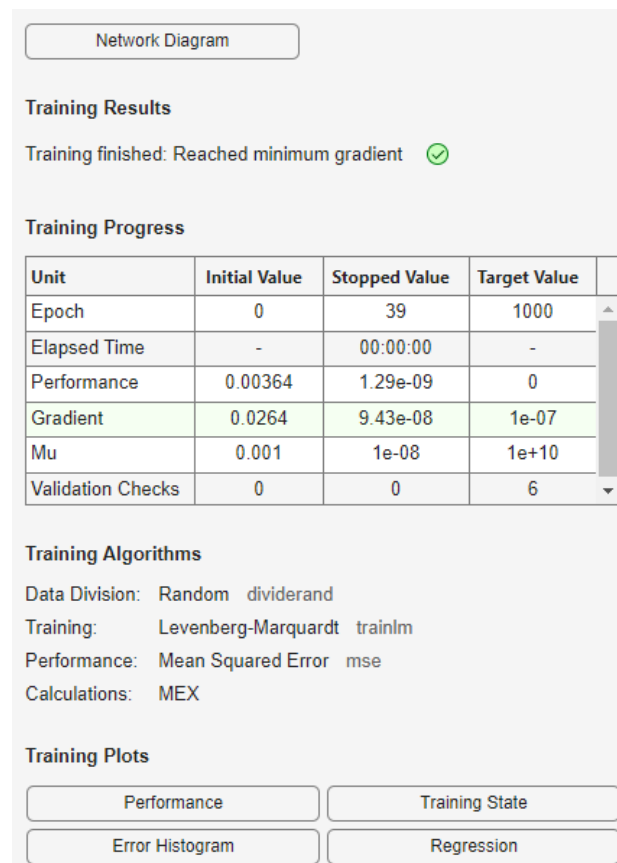 Network Diagram
Training Results
Training finished: Reached minimum gradient
Training Progress
Unit Initial Value Stopped Value Target Value
Epoch 0 39 1000
Elapsed Time - 00:00:00 -
Performance 0.00364 1.29e-09 0
Gradient 0.0264 9.43e-08 1e-07
Mu 0.001 1e-08 1e+10
Validation Checks 0 0 6
Training Algorithms
Data Division: Random dividerand
Training: Levenberg-Marquardt trainlm
Performance: Mean Squared Error mse
Calculations: MEX
Training Plots
Performance Training State
Error Histogram Regression